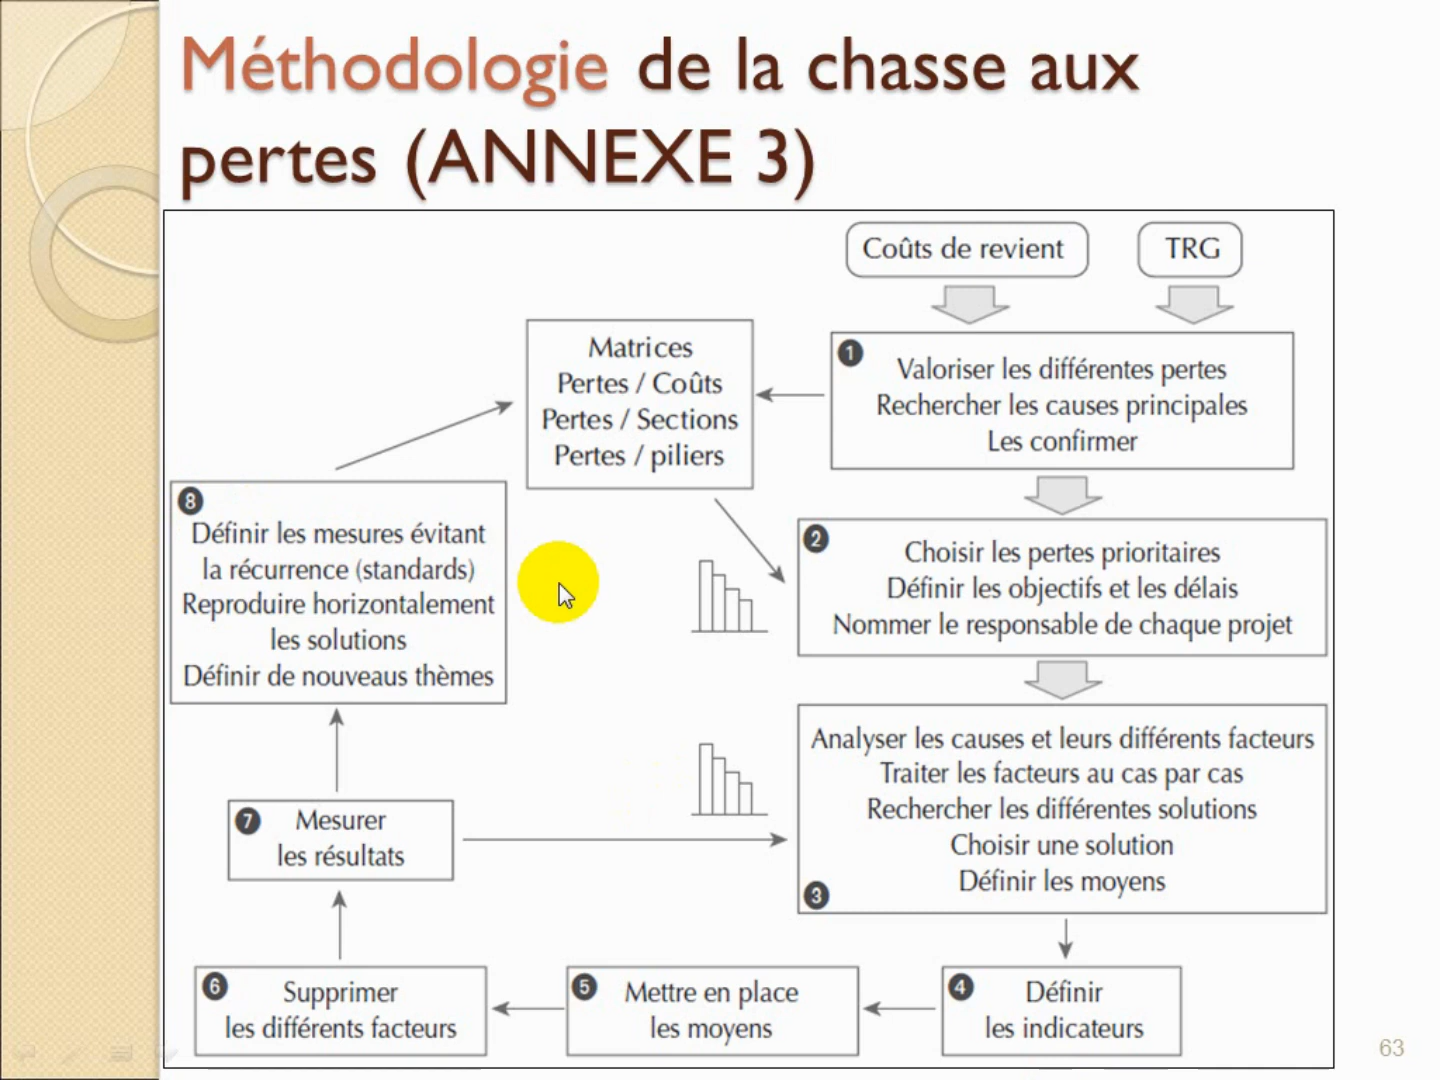 Méthodologie de la chasse aux
pertes (ANNEXE 3)
Coûts de revient
TRG
Matrices
Pertes / Coûts
Pertes / Sections
Pertes / piliers
1
Valoriser les différentes pertes
Rechercher les causes principales
Les confirmer
2
Choisir les pertes prioritaires
Définir les objectifs et les délais
Nommer le responsable de chaque projet
Analyser les causes et leurs différents facteurs
Traiter les facteurs au cas par cas
Rechercher les différentes solutions
Choisir une solution
Définir les moyens
3
4
Définir
les indicateurs
5
Mettre en place
les moyens
6
Supprimer
les différents facteurs
7
Mesurer
les résultats
8
Définir les mesures évitant
la récurrence (standards)
Reproduire horizontalement
les solutions
Définir de nouveaus thèmes
63